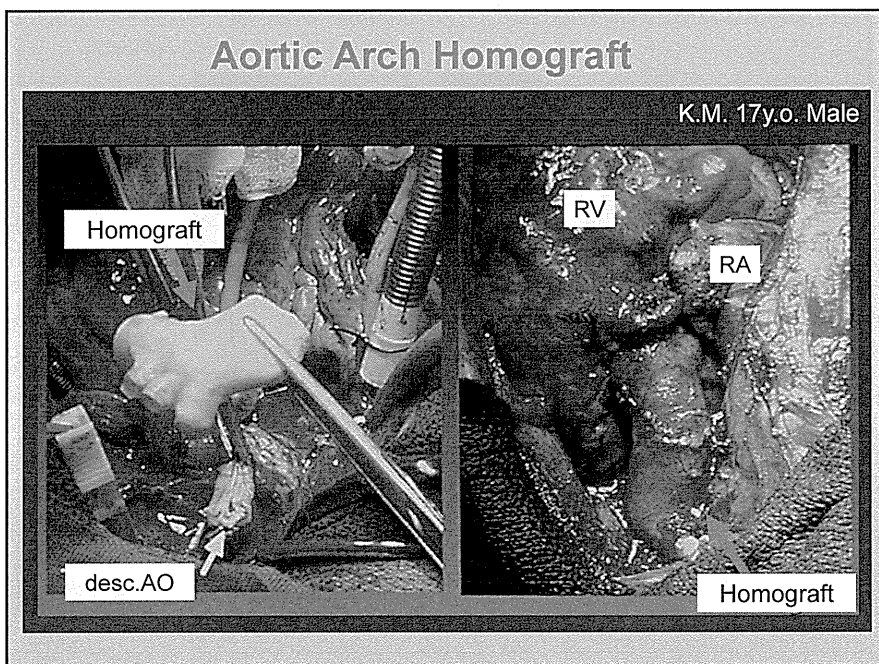 Aortic Arch Homograft
K.M. 17y.o. Male
Homograft
desc.AO
RV
RA
Homograft